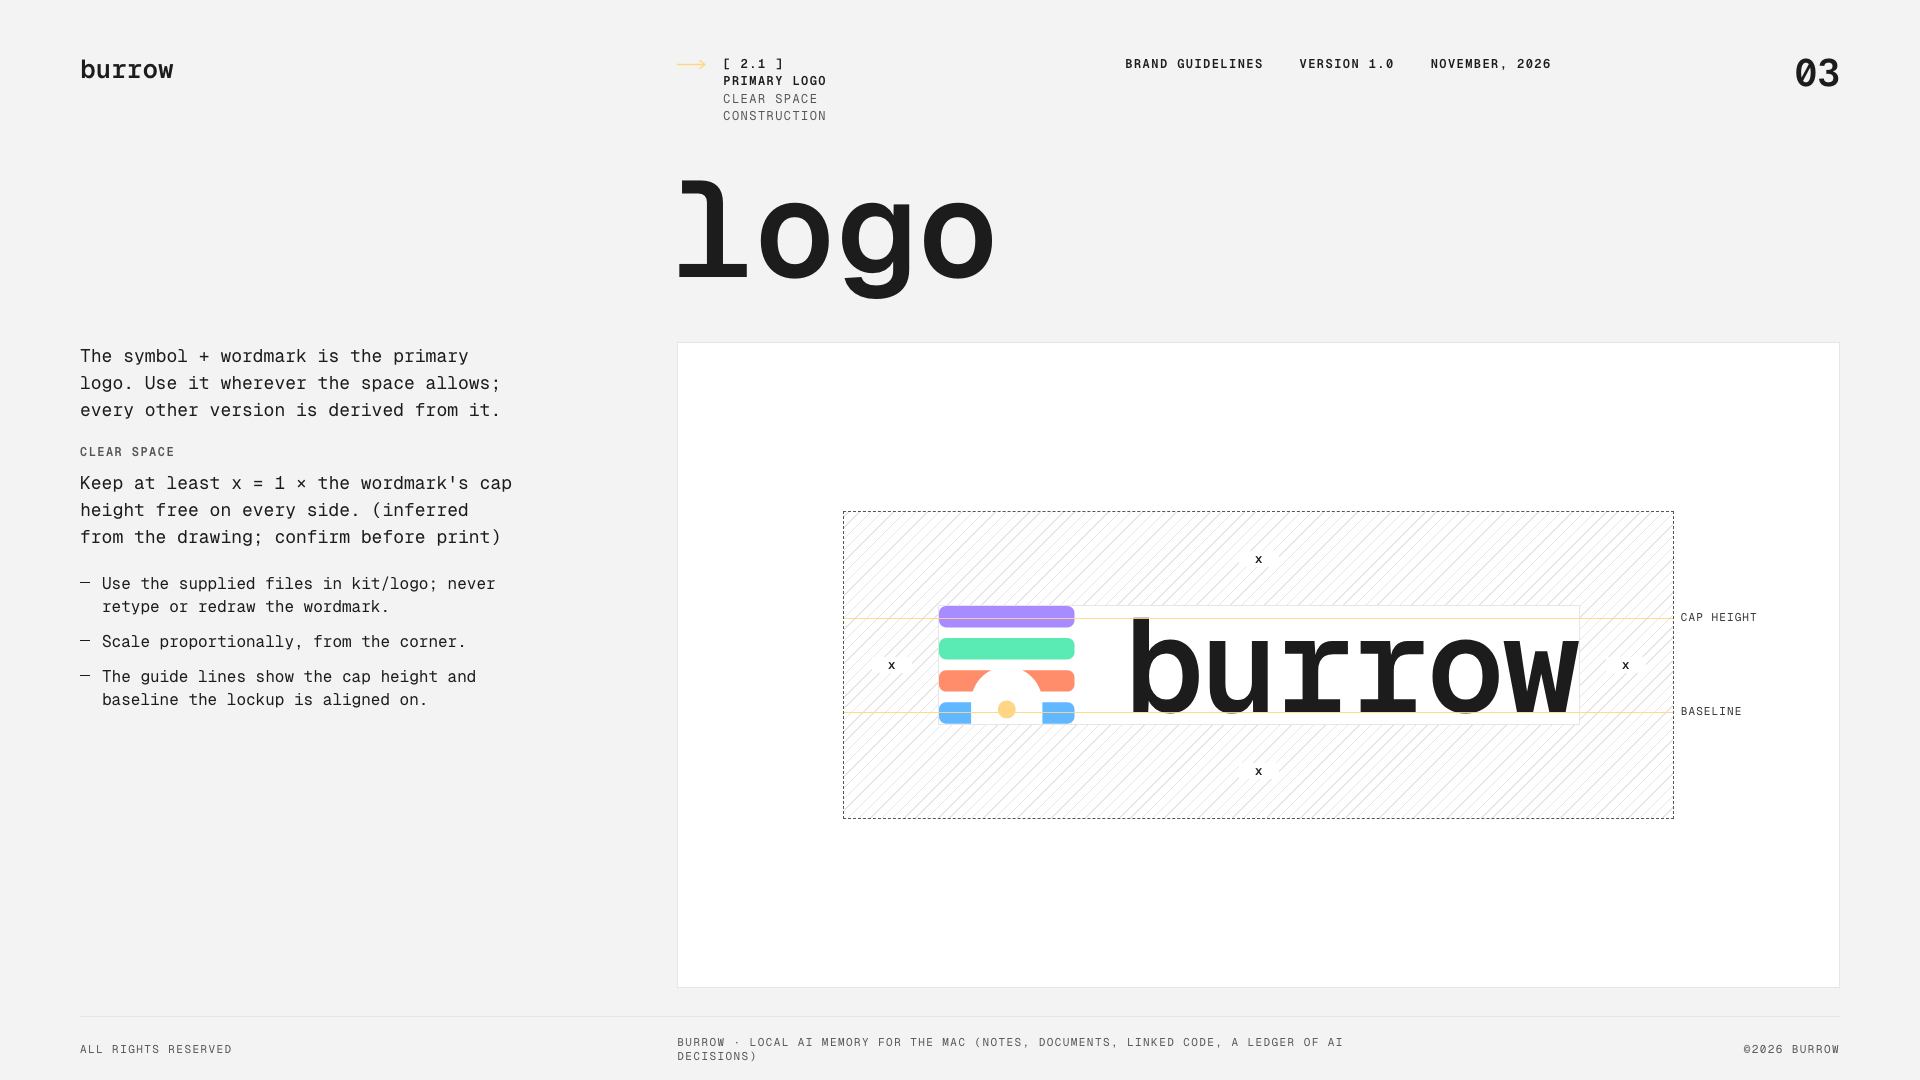 burrow
[ 2.1 ]
PRIMARY LOGO
CLEAR SPACE
CONSTRUCTION
BRAND GUIDELINES VERSION 1.0 NOVEMBER, 2026
03
logo
The symbol + wordmark is the primary
logo. Use it wherever the space allows;
every other version is derived from it.
CLEAR SPACE
Keep at least x = 1 × the wordmark's cap
height free on every side. (inferred
from the drawing; confirm before print)
— Use the supplied files in kit/logo; never
retype or redraw the wordmark.
— Scale proportionally, from the corner.
— The guide lines show the cap height and
baseline the lockup is aligned on.
x
CAP HEIGHT
x burrow x
BASELINE
x
ALL RIGHTS RESERVED
BURROW · LOCAL AI MEMORY FOR THE MAC (NOTES, DOCUMENTS, LINKED CODE, A LEDGER OF AI
DECISIONS)
©2026 BURROW